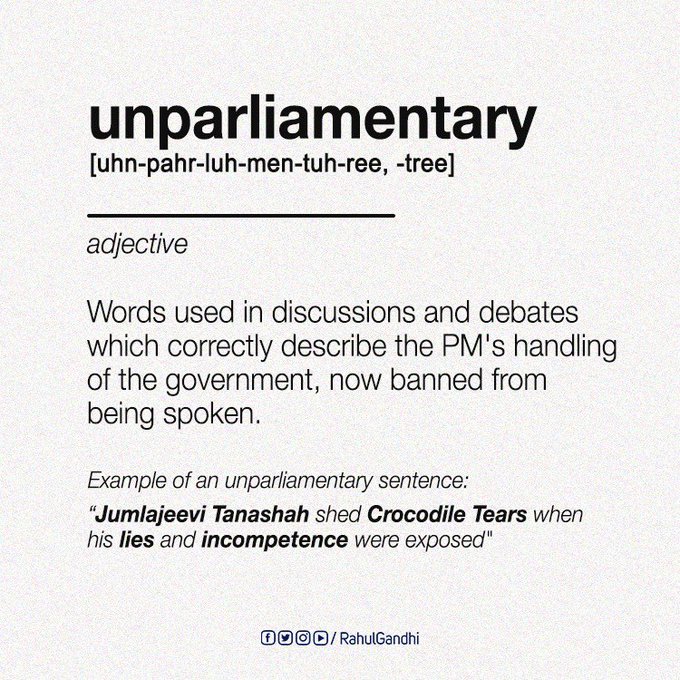 unparliamentary
[uhn-pahr-luh-men-tuh-ree, -tree]
adjective
Words used in discussions and debates
which correctly describe the PM's handling
of the government, now banned from
being spoken.
Example of an unparliamentary sentence:
“Jumlajeevi Tanashah shed Crocodile Tears when
his lies and incompetence were exposed"
/ RahulGandhi